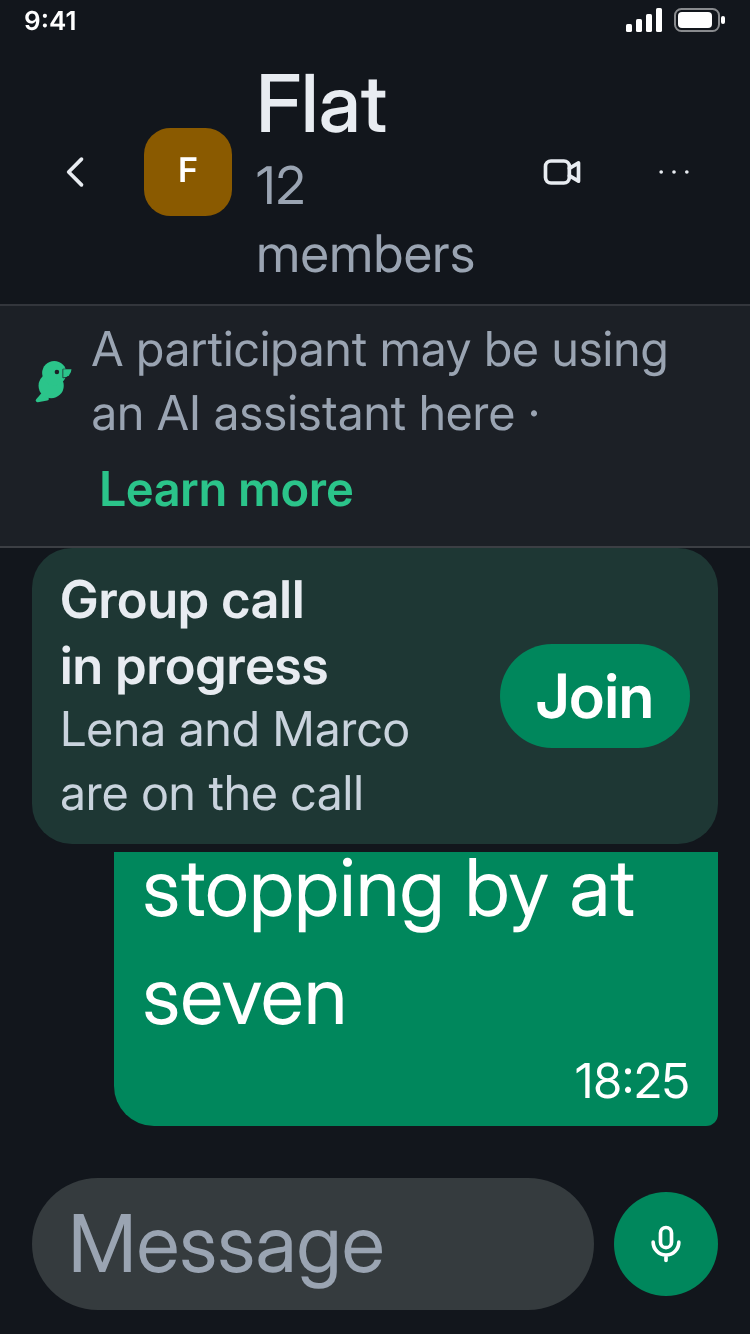 9:41
Flat
F
12
members
A participant may be using
an AI assistant here ·
Learn more
Group call
in progress
Lena and Marco
are on the call
Join
stopping by at
seven
18:25
Message